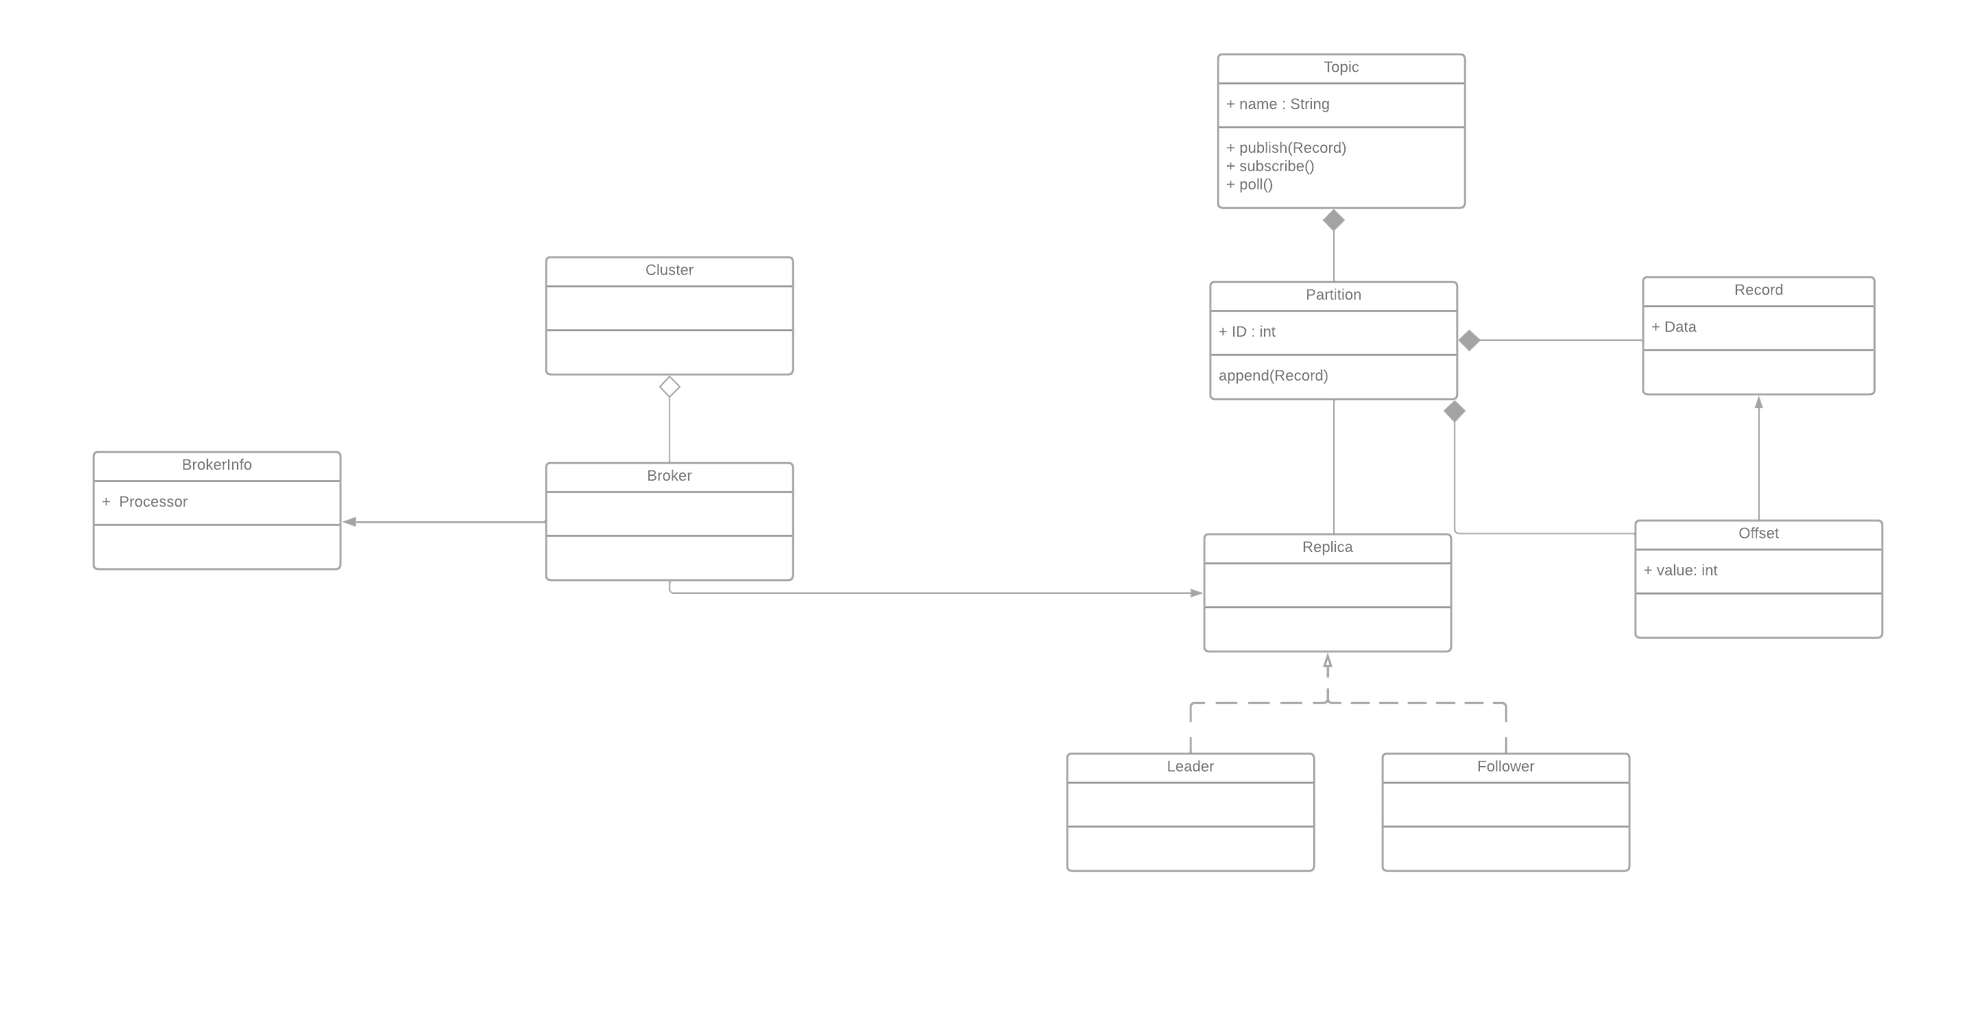 Topic
+ name : String
+ publish(Record)
+ subscribe()
+ poll()
Cluster
Partition
+ ID : int
append(Record)
Record
+ Data
BrokerInfo
+  Processor
Broker
Replica
Offset
+ value: int
Leader
Follower